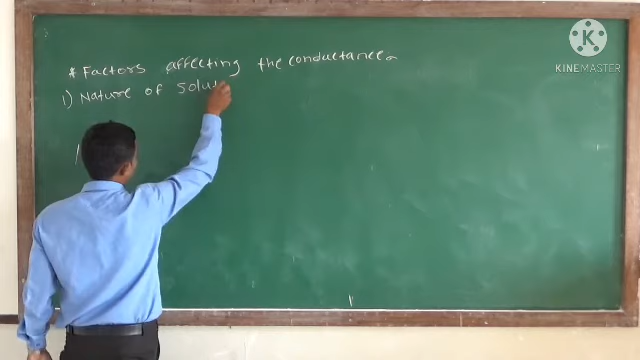 * Factors affecting the conductance
1) Nature of Solu
KINEMASTER